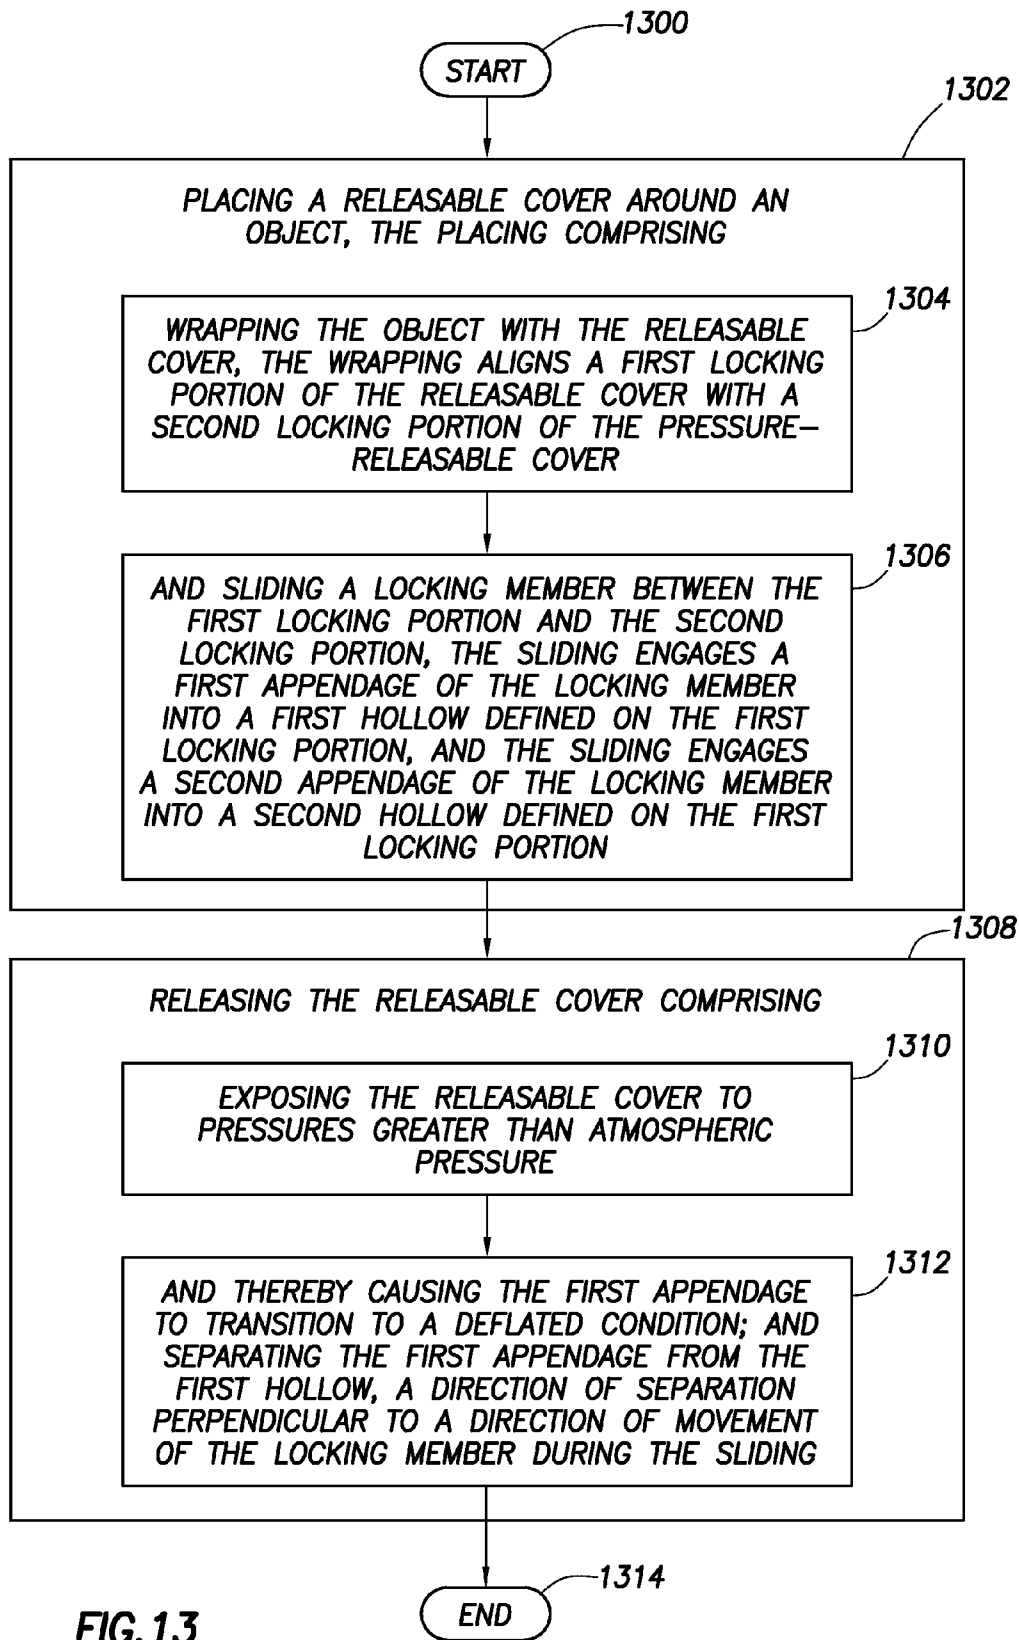 1300
START
1302
PLACING A RELEASABLE COVER AROUND AN
OBJECT, THE PLACING COMPRISING
1304
WRAPPING THE OBJECT WITH THE RELEASABLE
COVER, THE WRAPPING ALIGNS A FIRST LOCKING
PORTION OF THE RELEASABLE COVER WITH A
SECOND LOCKING PORTION OF THE PRESSURE–
RELEASABLE COVER
1306
AND SLIDING A LOCKING MEMBER BETWEEN THE
FIRST LOCKING PORTION AND THE SECOND
LOCKING PORTION, THE SLIDING ENGAGES A
FIRST APPENDAGE OF THE LOCKING MEMBER
INTO A FIRST HOLLOW DEFINED ON THE FIRST
LOCKING PORTION, AND THE SLIDING ENGAGES
A SECOND APPENDAGE OF THE LOCKING MEMBER
INTO A SECOND HOLLOW DEFINED ON THE FIRST
LOCKING PORTION
1308
RELEASING THE RELEASABLE COVER COMPRISING
1310
EXPOSING THE RELEASABLE COVER TO
PRESSURES GREATER THAN ATMOSPHERIC
PRESSURE
1312
AND THEREBY CAUSING THE FIRST APPENDAGE
TO TRANSITION TO A DEFLATED CONDITION; AND
SEPARATING THE FIRST APPENDAGE FROM THE
FIRST HOLLOW, A DIRECTION OF SEPARATION
PERPENDICULAR TO A DIRECTION OF MOVEMENT
OF THE LOCKING MEMBER DURING THE SLIDING
1314
END
FIG.13